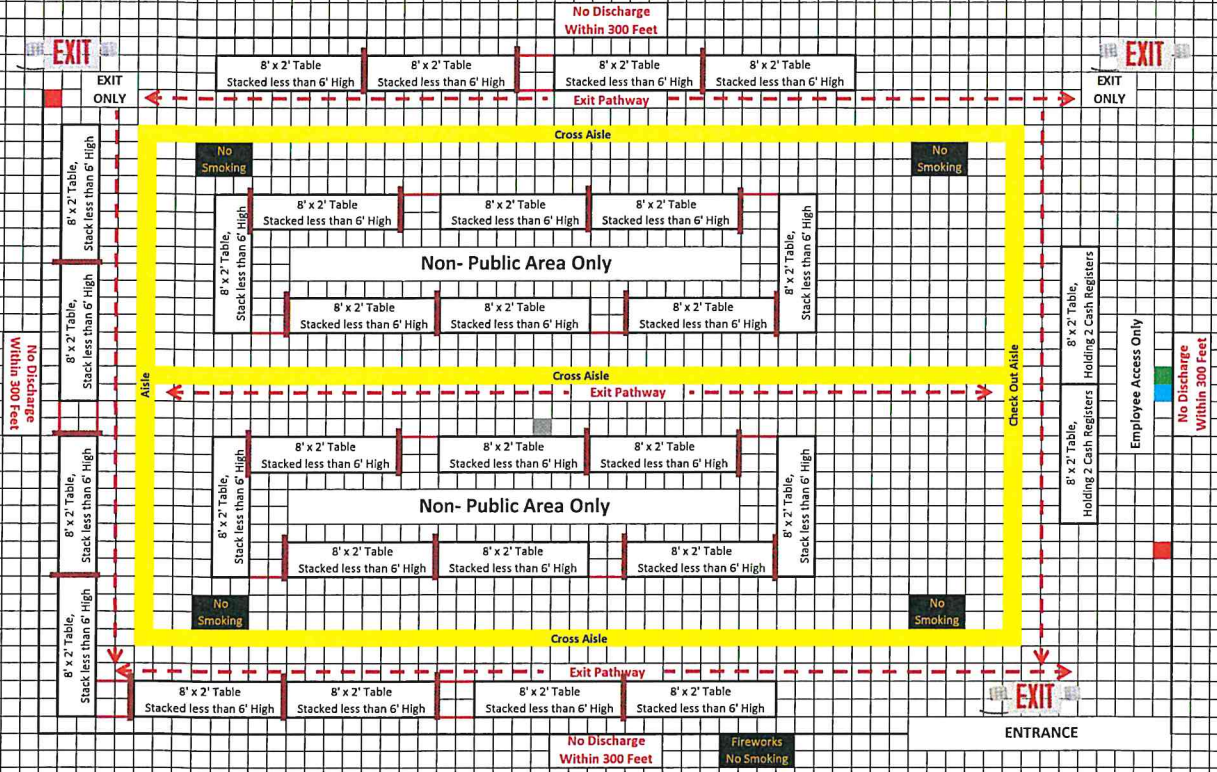 No Discharge
Within 300 Feet
EXIT
EXIT
ONLY
8' x 2' Table
Stacked less than 6' High
8' x 2' Table
Stacked less than 6' High
8' x 2' Table
Stacked less than 6' High
8' x 2' Table
Stacked less than 6' High
EXIT
EXIT
ONLY
Exit Pathway
Cross Aisle
No
Smoking
No
Smoking
8' x 2' Table,
Stack less than 6' High
8' x 2' Table,
Stack less than 6' High
8' x 2' Table,
Stack less than 6' High
8' x 2' Table,
Stack less than 6' High
No Discharge
Within 300 Feet
Aisle
8' x 2' Table,
Stack less than 6' High
8' x 2' Table
Stacked less than 6' High
8' x 2' Table
Stacked less than 6' High
8' x 2' Table
Stacked less than 6' High
8' x 2' Table,
Stack less than 6' High
Non- Public Area Only
8' x 2' Table
Stacked less than 6' High
8' x 2' Table
Stacked less than 6' High
8' x 2' Table
Stacked less than 6' High
Cross Aisle
Exit Pathway
Check Out Aisle
8' x 2' Table,
Holding 2 Cash Registers
8' x 2' Table,
Holding 2 Cash Registers
Employee Access Only
No Discharge
Within 300 Feet
8' x 2' Table,
Stack less than 6' High
8' x 2' Table
Stacked less than 6' High
8' x 2' Table
Stacked less than 6' High
8' x 2' Table
Stacked less than 6' High
8' x 2' Table,
Stack less than 6' High
Non- Public Area Only
8' x 2' Table
Stacked less than 6' High
8' x 2' Table
Stacked less than 6' High
8' x 2' Table
Stacked less than 6' High
No
Smoking
No
Smoking
Cross Aisle
Exit Pathway
8' x 2' Table
Stacked less than 6' High
8' x 2' Table
Stacked less than 6' High
8' x 2' Table
Stacked less than 6' High
8' x 2' Table
Stacked less than 6' High
EXIT
ENTRANCE
No Discharge
Within 300 Feet
Fireworks
No Smoking